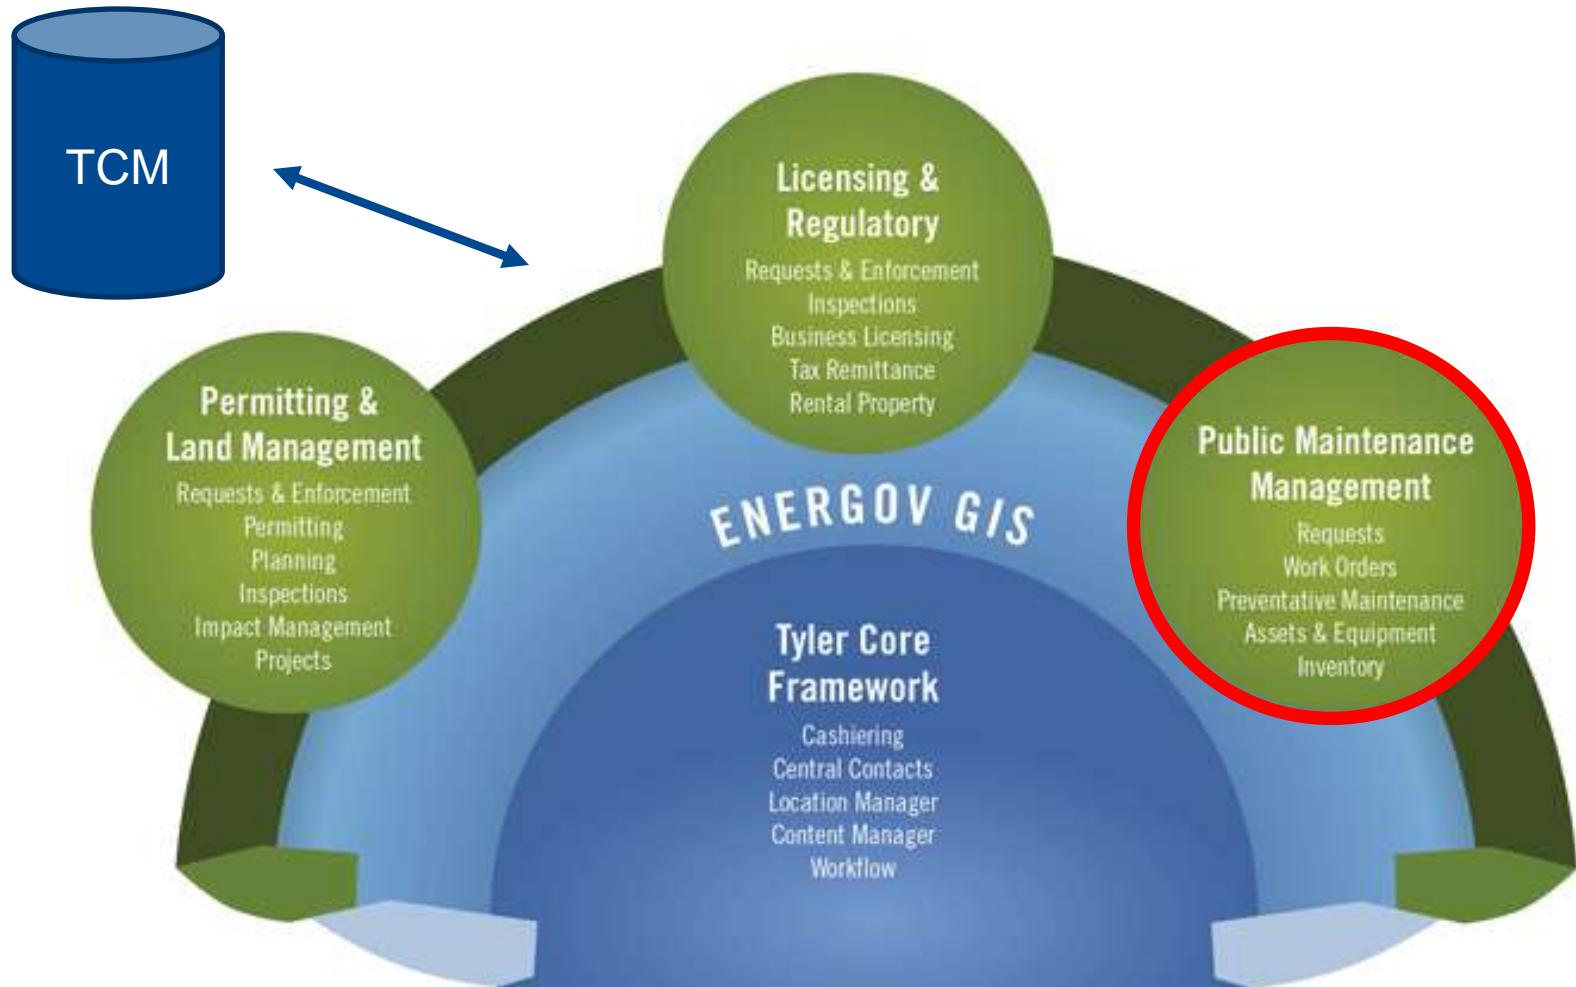 TCM
Licensing &
Regulatory
Requests & Enforcement
Inspections
Business Licensing
Tax Remittance
Rental Property
Permitting &
Land Management
Requests & Enforcement
Permitting
Planning
Inspections
Impact Management
Projects
Public Maintenance
Management
Requests
Work Orders
Preventative Maintenance
Assets & Equipment
Inventory
ENERGOV GIS
Tyler Core
Framework
Cashiering
Central Contacts
Location Manager
Content Manager
Workflow